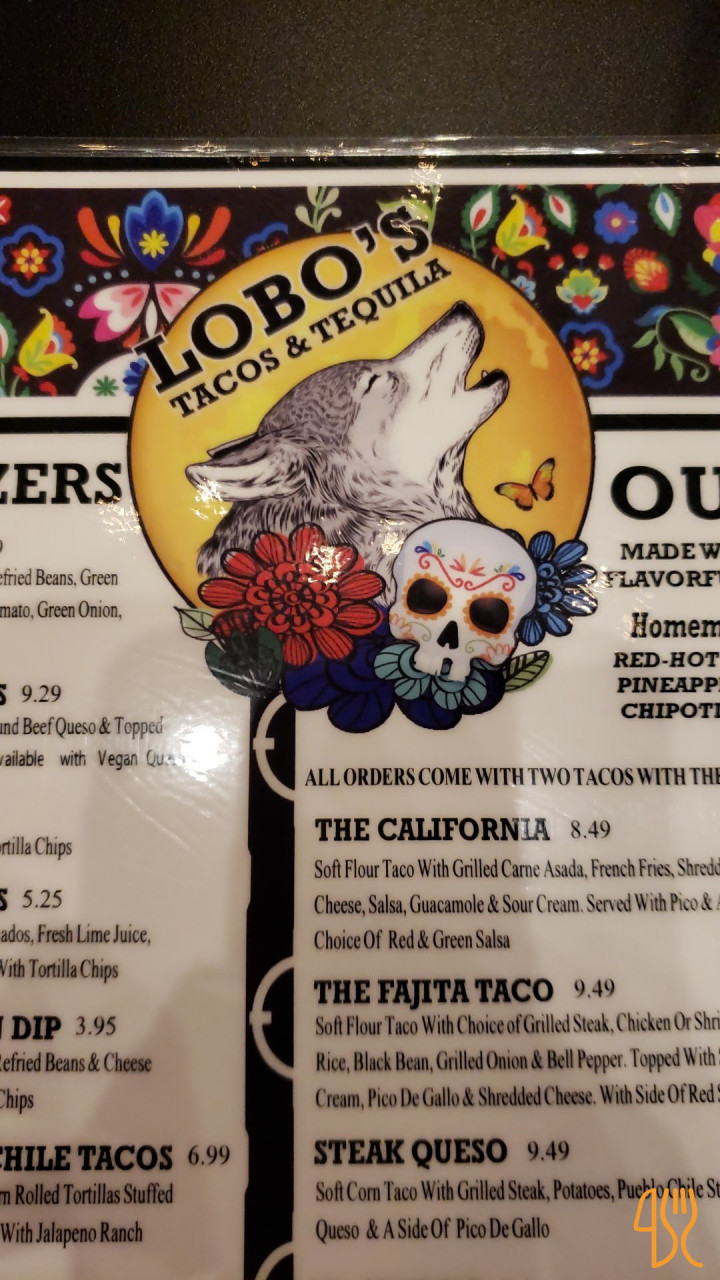 LOBO'S
TACOS & TEQUILA
ZERS
efried Beans, Green
mato, Green Onion,
S 9.29
und Beef Queso & Topped
vailable with Vegan
rtilla Chips
S 5.25
ados, Fresh Lime Juice,
With Tortilla Chips
N DIP 3.95
Refried Beans & Cheese
Chips
CHILE TACOS 6.99
rn Rolled Tortillas Stuffed
With Jalapeno Ranch
OU
MADE W
FLAVORFU
Homem
RED-HOT
PINEAPP
CHIPOTL
ALL ORDERS COME WITH TWO TACOS WITH THE
THE CALIFORNIA 8.49
Soft Flour Taco With Grilled Carne Asada, French Fries, Shredd
Cheese, Salsa, Guacamole & Sour Cream. Served With Pico & A
Choice Of Red & Green Salsa
THE FAJITA TACO 9.49
Soft Flour Taco With Choice of Grilled Steak, Chicken Or Shri
Rice, Black Bean, Grilled Onion & Bell Pepper. Topped With
Cream, Pico De Gallo & Shredded Cheese. With Side Of Red S
STEAK QUESO 9.49
Soft Corn Taco With Grilled Steak, Potatoes, Pueblo Chile St
Queso & A Side Of Pico De Gallo